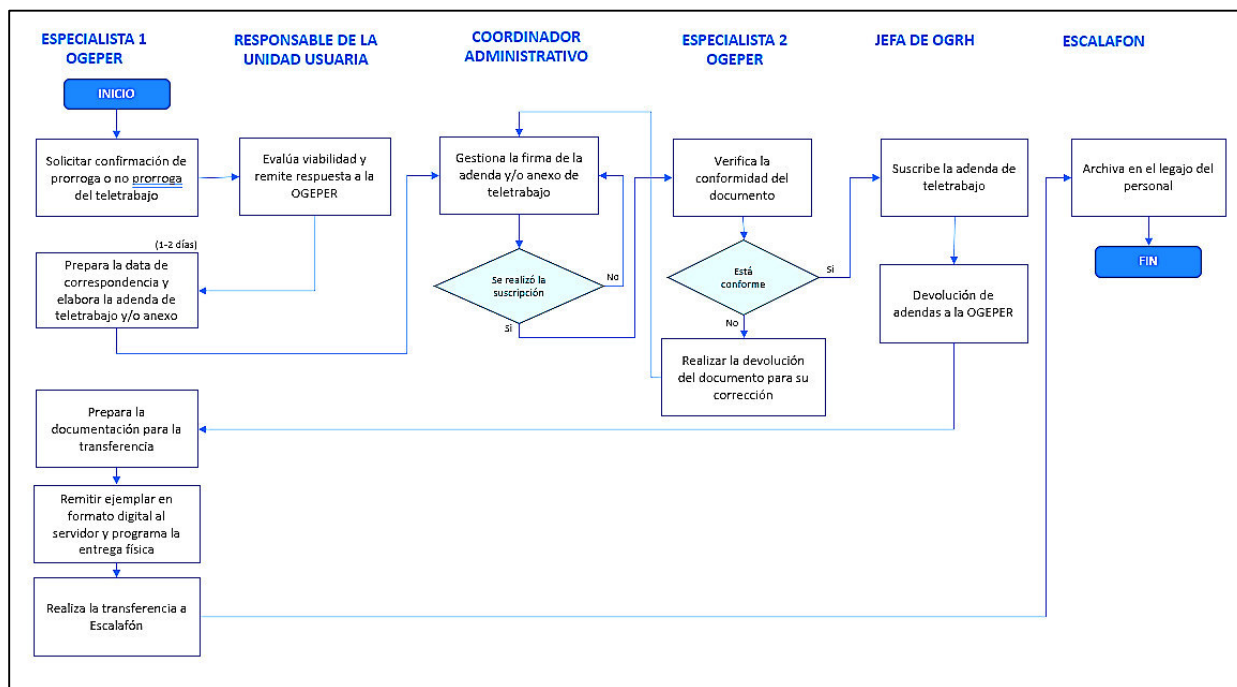 ESPECIALISTA 1
OGEPER
RESPONSABLE DE LA
UNIDAD USUARIA
COORDINADOR
ADMINISTRATIVO
ESPECIALISTA 2
OGEPER
JEFA DE OGRH
ESCALAFON
INICIO
Solicitar confirmación de
prorroga o no prorroga
del teletrabajo
Evalúa viabilidad y
remite respuesta a la
OGEPER
Gestiona la firma de la
adenda y/o anexo de
teletrabajo
Verifica la
conformidad del
documento
Suscribe la adenda de
teletrabajo
Archiva en el legajo del
personal
(1-2 días)
Prepara la data de
correspondencia y
elabora la adenda de
teletrabajo y/o anexo
Se realizó la
suscripción
No
Si
Está
conforme
Si
No
Devolución de
adendas a la OGEPER
FIN
Realizar la devolución
del documento para su
corrección
Prepara la
documentación para la
transferencia
Remitir ejemplar en
formato digital al
servidor y programa la
entrega física
Realiza la transferencia a
Escalafón